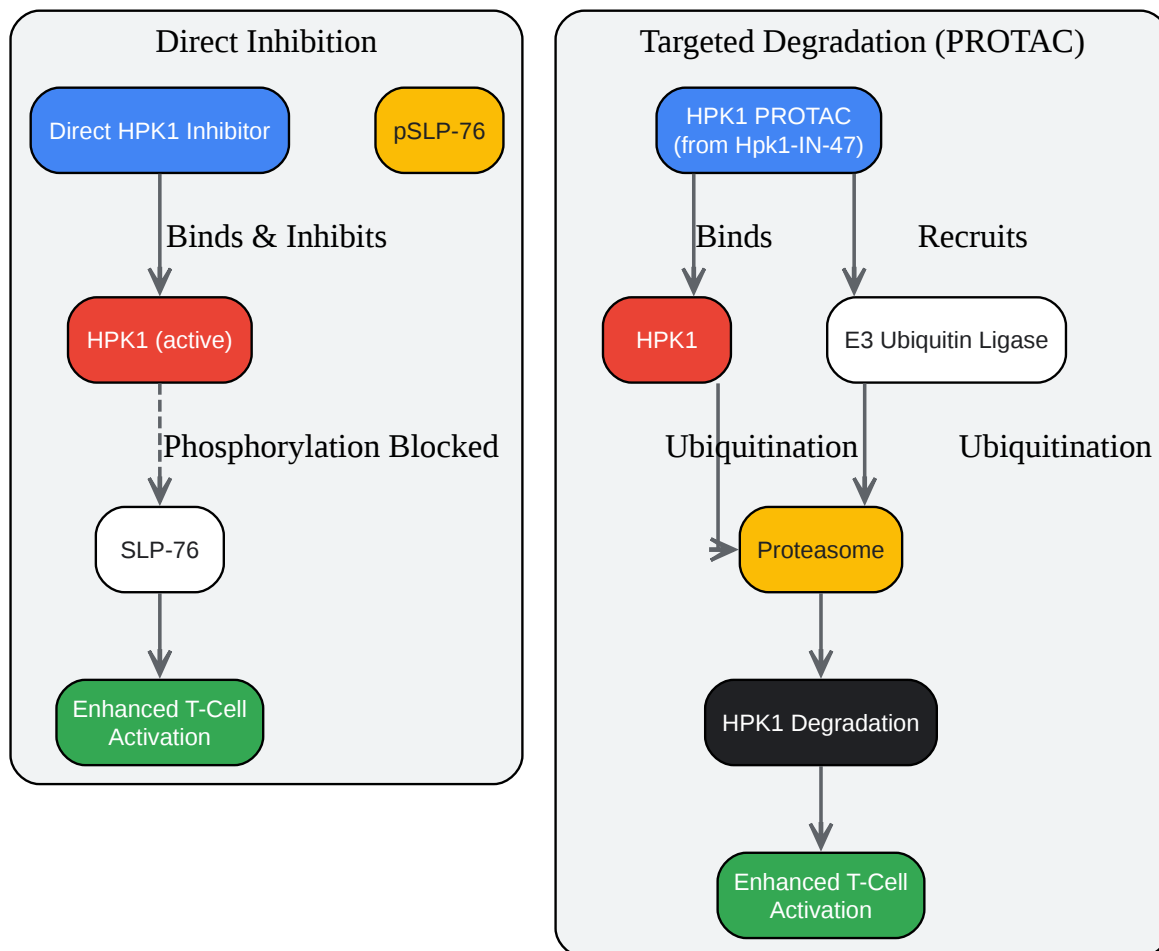 Direct Inhibition
Direct HPK1 Inhibitor
pSLP-76
Binds & Inhibits
HPK1 (active)
Phosphorylation Blocked
SLP-76
Enhanced T-Cell
Activation
Targeted Degradation (PROTAC)
HPK1 PROTAC
(from Hpk1-IN-47)
Binds
Recruits
HPK1
E3 Ubiquitin Ligase
Ubiquitination
Ubiquitination
Proteasome
HPK1 Degradation
Enhanced T-Cell
Activation